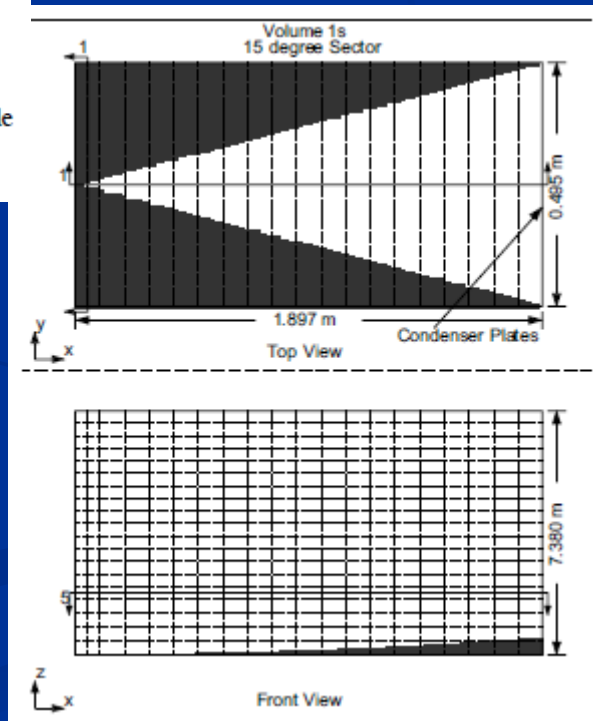 Volume 1s
15 degree Sector
1
le
1
0.495 m
1.897 m
Condenser Plates
y
x
Top View
7.380 m
5
z
x
Front View